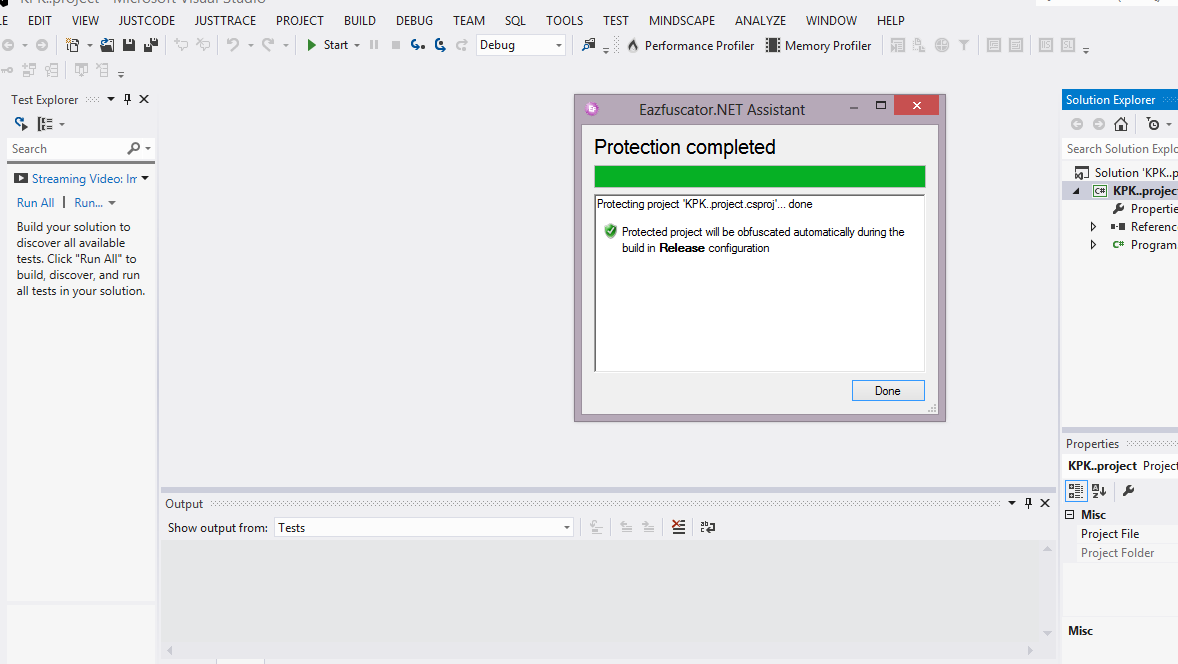 KPK..project - Microsoft Visual Studio
LE EDIT VIEW JUSTCODE JUSTTRACE PROJECT BUILD DEBUG TEAM SQL TOOLS TEST MINDSCAPE ANALYZE WINDOW HELP
Start Debug Performance Profiler Memory Profiler
Test Explorer
Search
Streaming Video: Im
Run All | Run...
Build your solution to
discover all available
tests. Click "Run All" to
build, discover, and run
all tests in your solution.
Eazfuscator.NET Assistant
Protection completed
Protecting project 'KPK..project.csproj'... done
Protected project will be obfuscated automatically during the
build in Release configuration
Done
Solution Explorer
Search Solution Explo
Solution 'KPK..p
C# KPK..projec
Propertie
Referenc
C# Program
Output
Show output from: Tests
Properties
KPK..project Project
Misc
Project File
Project Folder
Misc